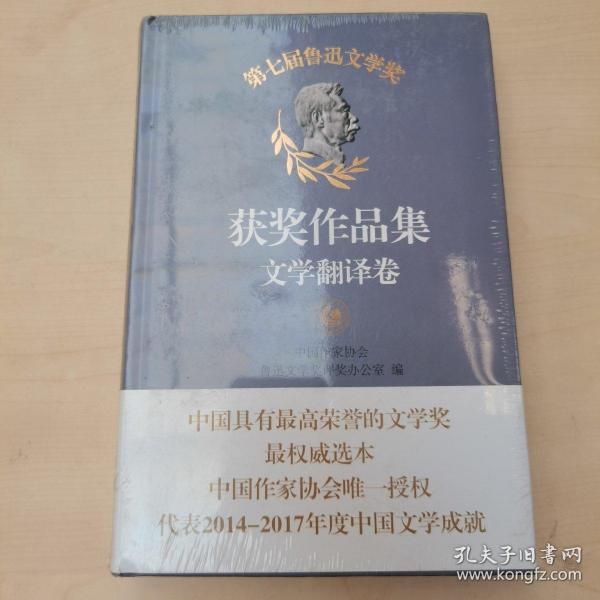 第七届鲁迅文学奖
获奖作品集
文学翻译卷
中国作家协会
鲁迅文学奖评奖办公室 编
中国具有最高荣誉的文学奖
最权威选本
中国作家协会唯一授权
代表2014-2017年度中国文学成就
孔夫子旧书网
www.kongfz.com